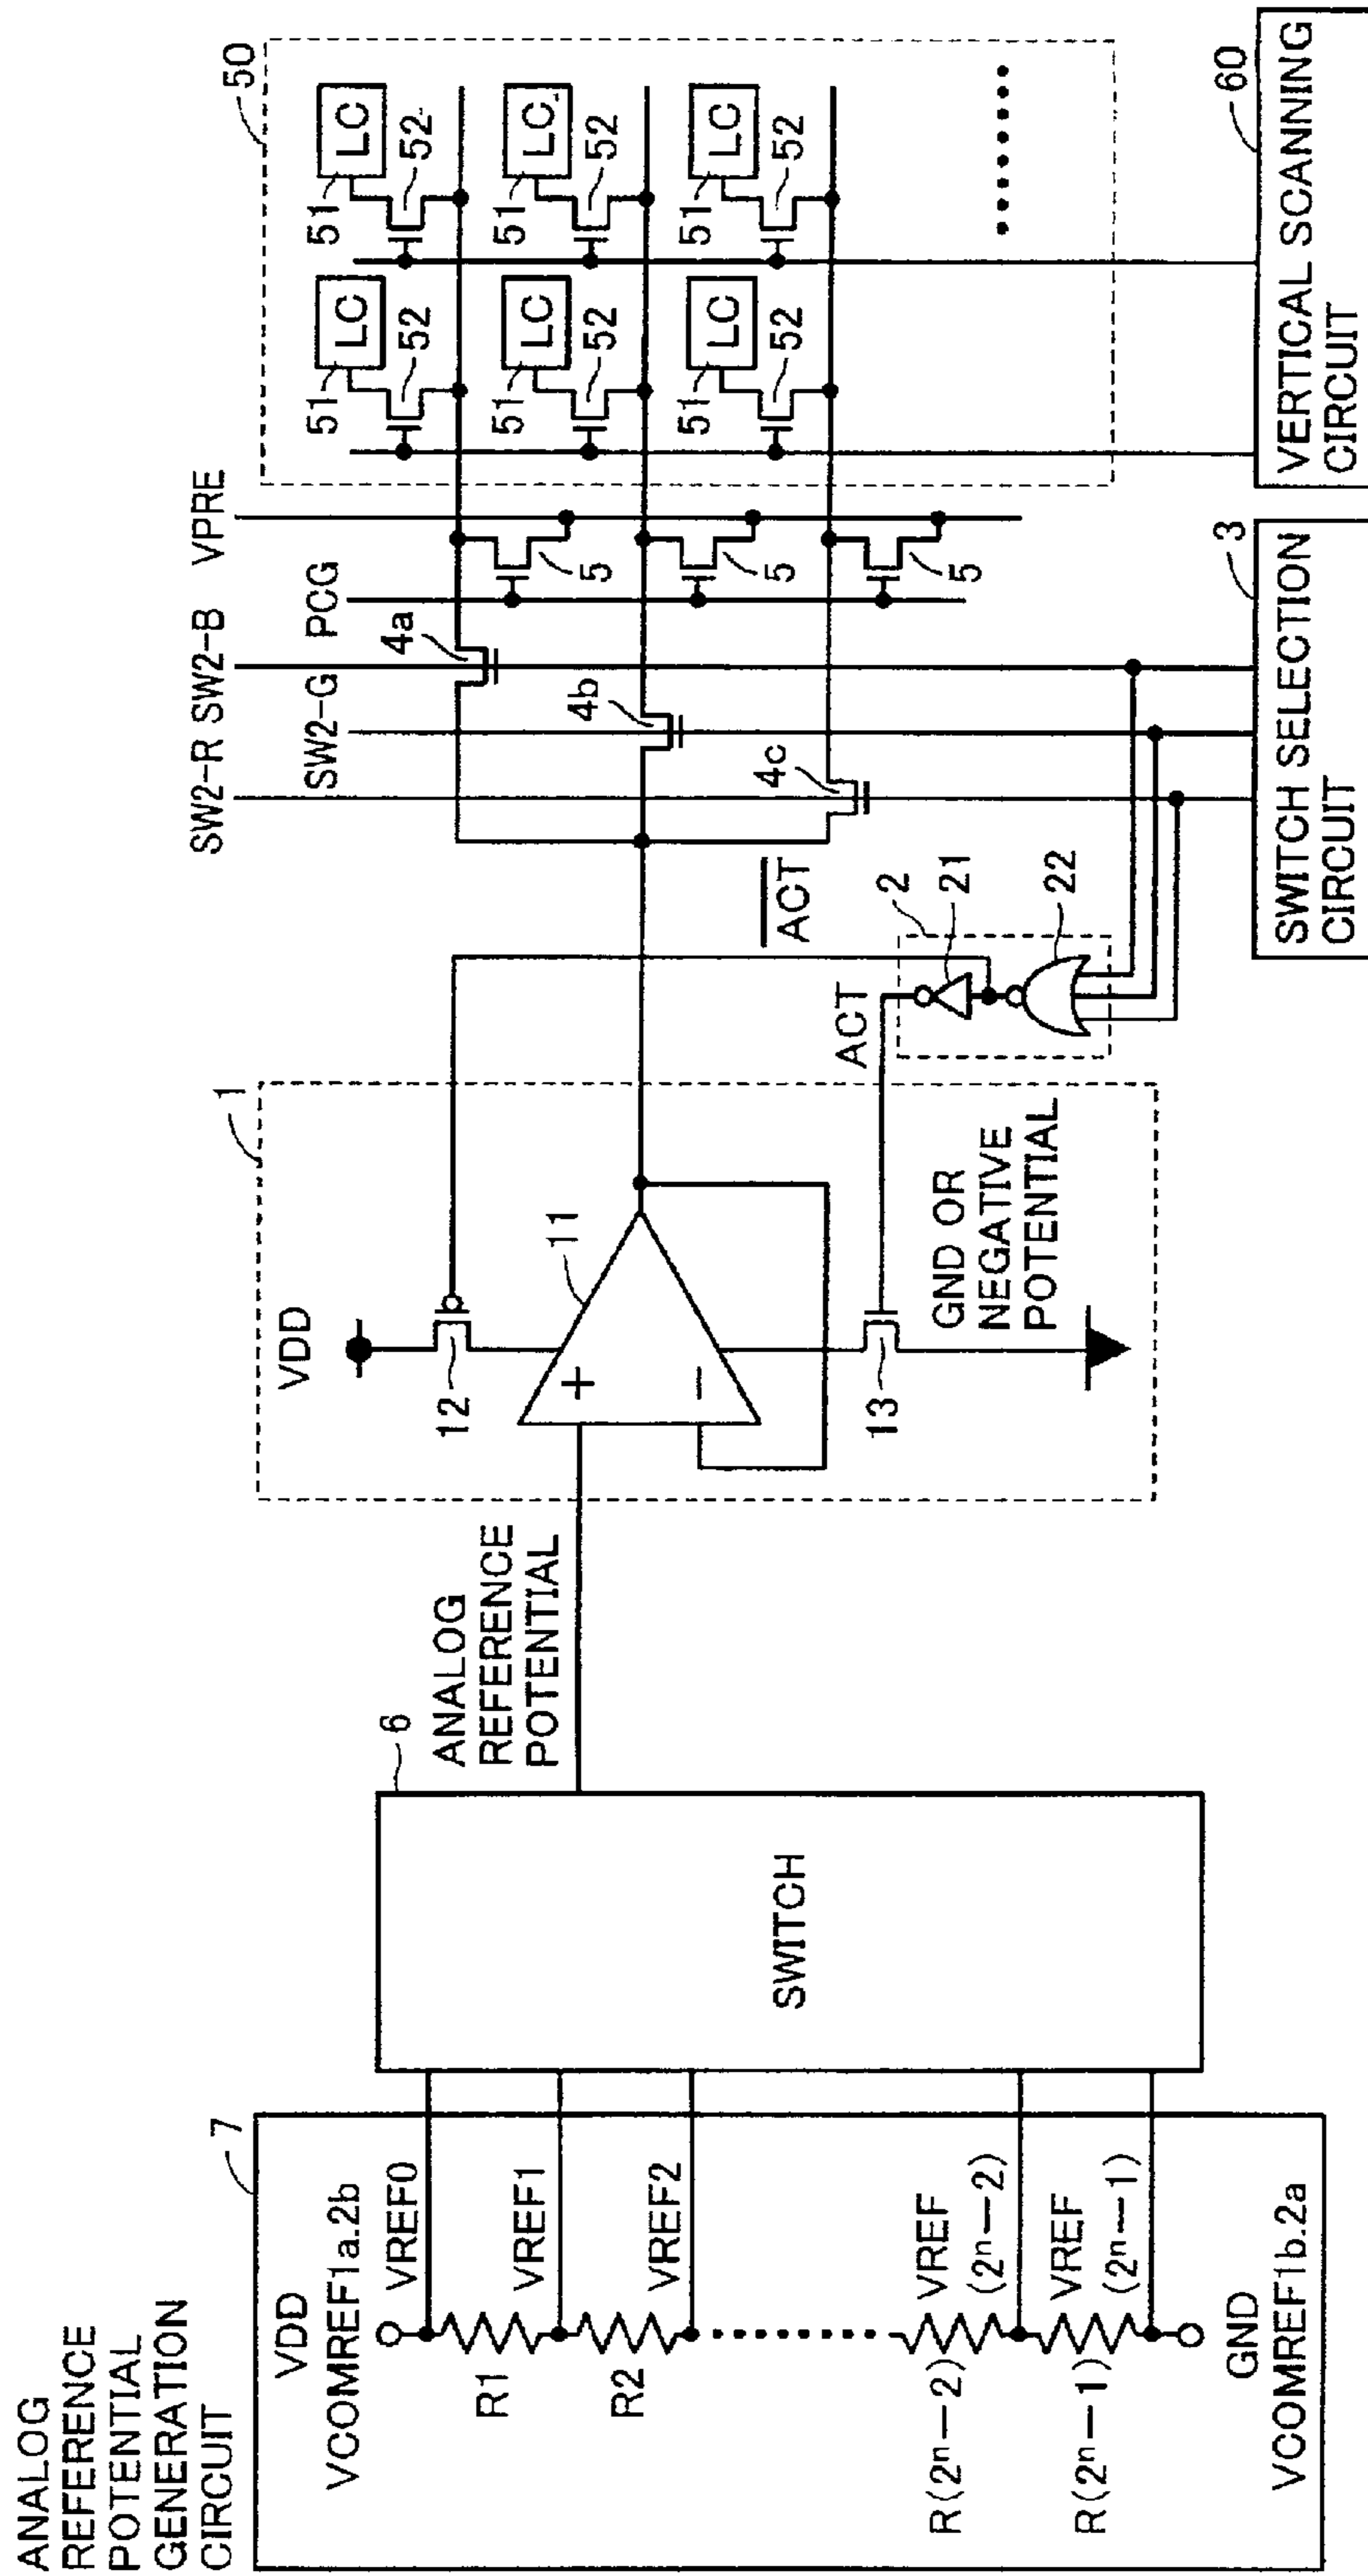 ANALOG
REFERENCE
POTENTIAL
GENERATION
CIRCUIT
7
VDD
VCOMREF1a.2b
VREF0
R1
VREF1
R2
VREF2
R(2ⁿ−2)
VREF
(2ⁿ−2)
R(2ⁿ−1)
VREF
(2ⁿ−1)
GND
VCOMREF1b.2a
6
SWITCH
ANALOG
REFERENCE
POTENTIAL
1
VDD
12
11
+
−
13
GND OR
NEGATIVE
POTENTIAL
ACT
A̅C̅T̅
2
21
22
SW2-R
SW2-G
SW2-B
PCG
VPRE
4a
4b
4c
5
5
5
3
SWITCH SELECTION
CIRCUIT
50
51
LC
52
51
LC
52
51
LC
52
51
LC
52
51
LC
52
51
LC
52
60
VERTICAL SCANNING
CIRCUIT